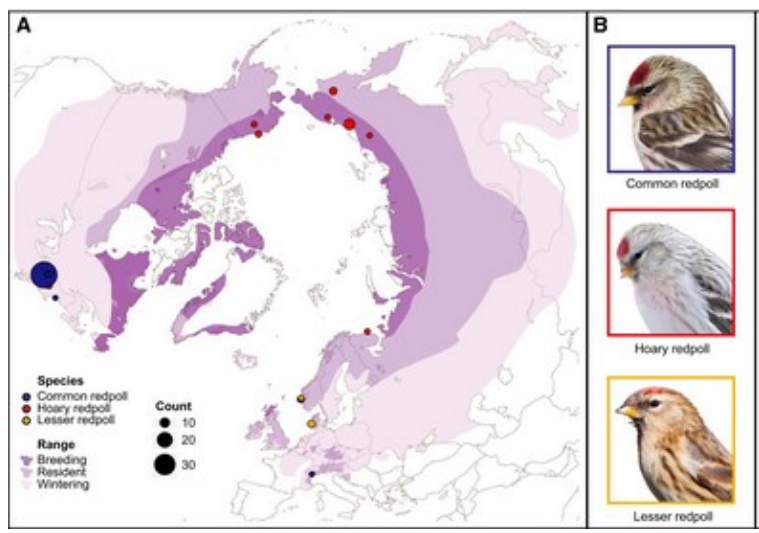 A
Species
Common redpoll
Hoary redpoll
Lesser redpoll
Range
Breeding
Resident
Wintering
Count
10
20
30
B
Common redpoll
Hoary redpoll
Lesser redpoll